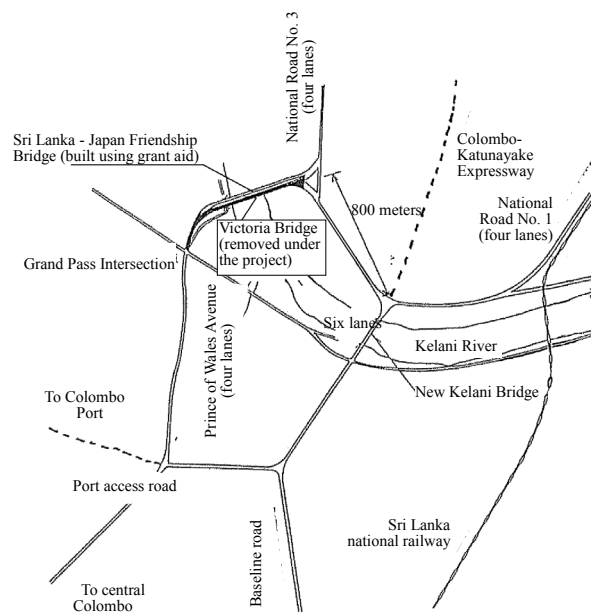 National Road No. 3
(four lanes)
Sri Lanka - Japan Friendship
Bridge (built using grant aid)
Colombo-
Katunayake
Expressway
National
Road No. 1
(four lanes)
800 meters
Victoria Bridge
(removed under
the project)
Grand Pass Intersection
Six lanes
Kelani River
Prince of Wales Avenue
(four lanes)
New Kelani Bridge
To Colombo
Port
Port access road
Baseline road
Sri Lanka
national railway
To central
Colombo